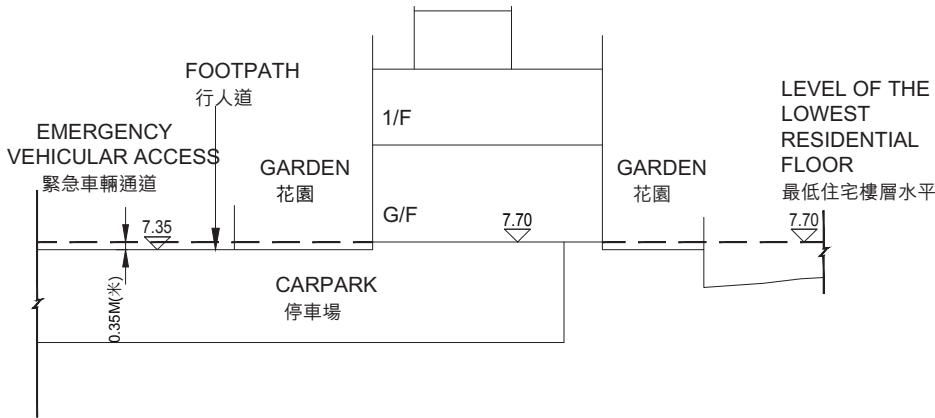 FOOTPATH
行人道
EMERGENCY
VEHICULAR ACCESS
緊急車輛通道
7.35
0.35M(米)
GARDEN
花園
1/F
G/F
7.70
CARPARK
停車場
GARDEN
花園
LEVEL OF THE
LOWEST
RESIDENTIAL
FLOOR
最低住宅樓層水平
7.70